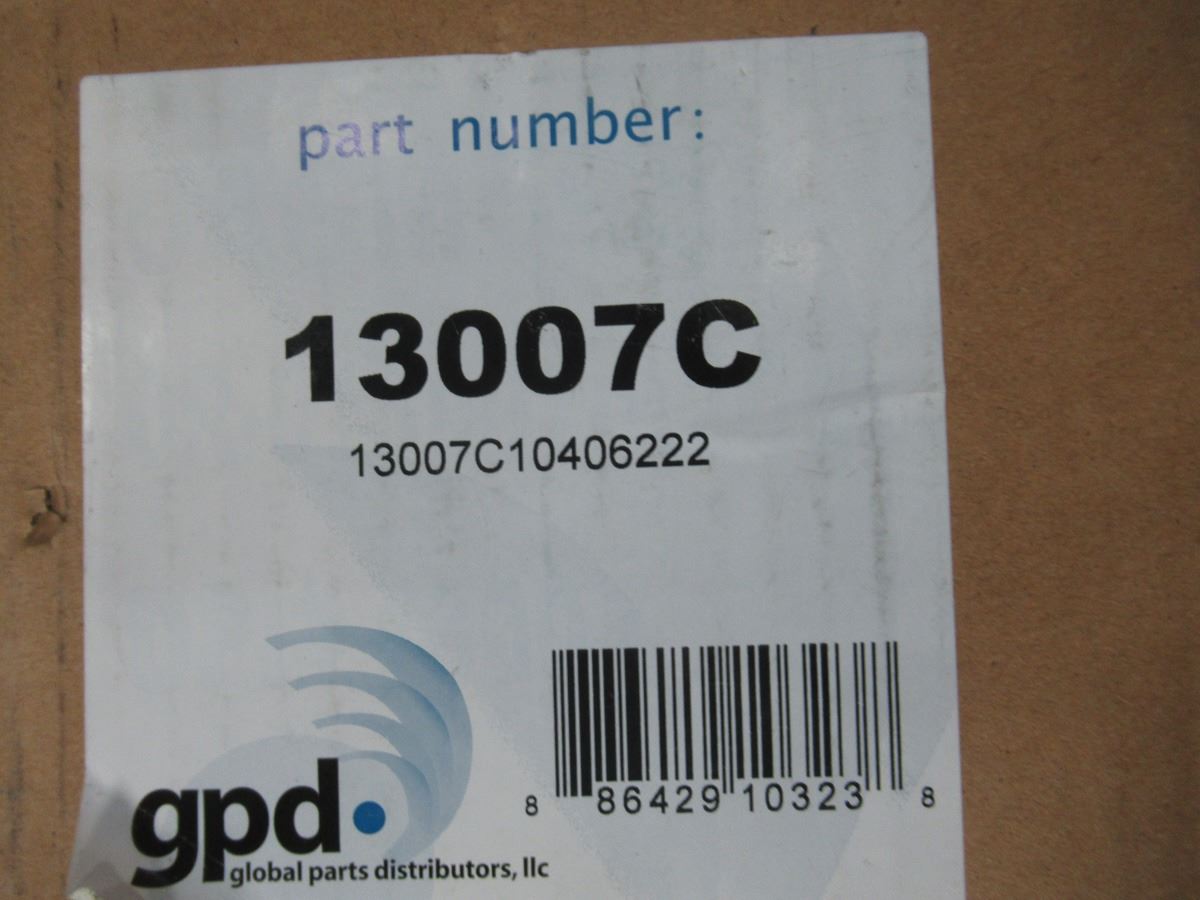 part number:
13007C
13007C10406222
8 86429 10323 8
gpd
global parts distributors, llc